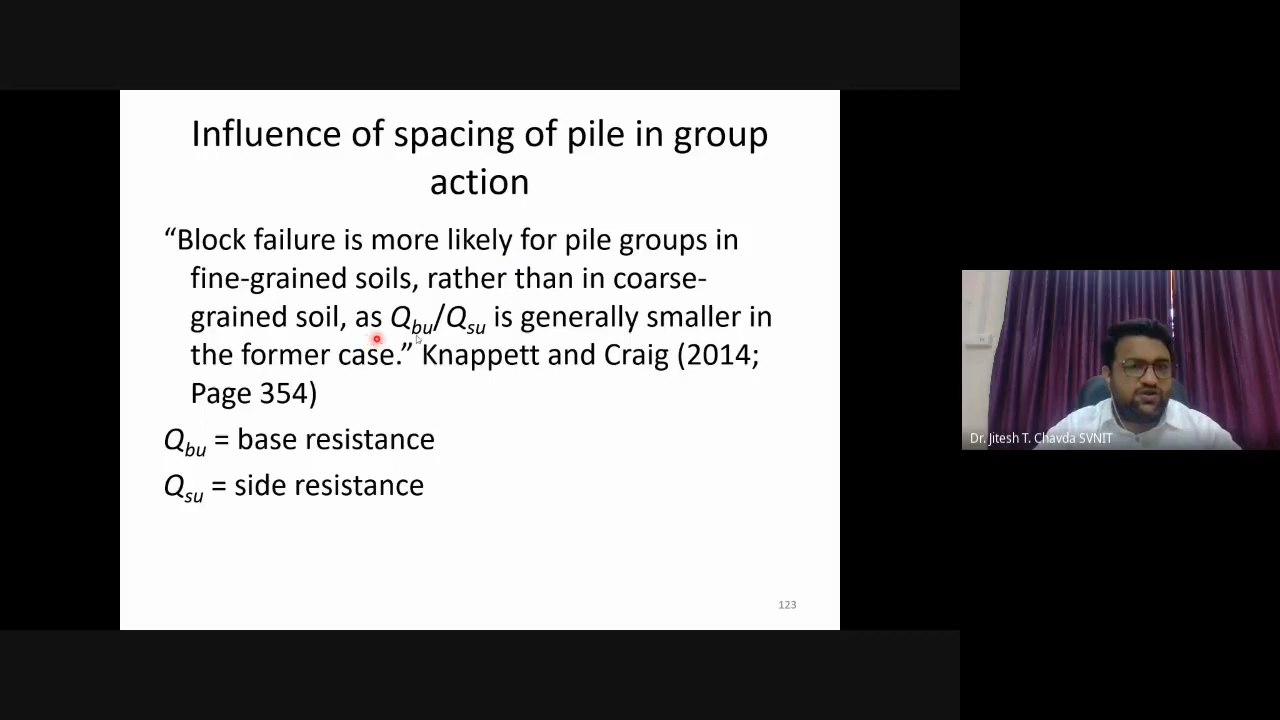 Influence of spacing of pile in group
action
“Block failure is more likely for pile groups in
fine-grained soils, rather than in coarse-
grained soil, as Qbu/Qsu is generally smaller in
the former case.” Knappett and Craig (2014;
Page 354)
Qbu = base resistance
Qsu = side resistance
123
Dr. Jitesh T. Chavda SVNIT